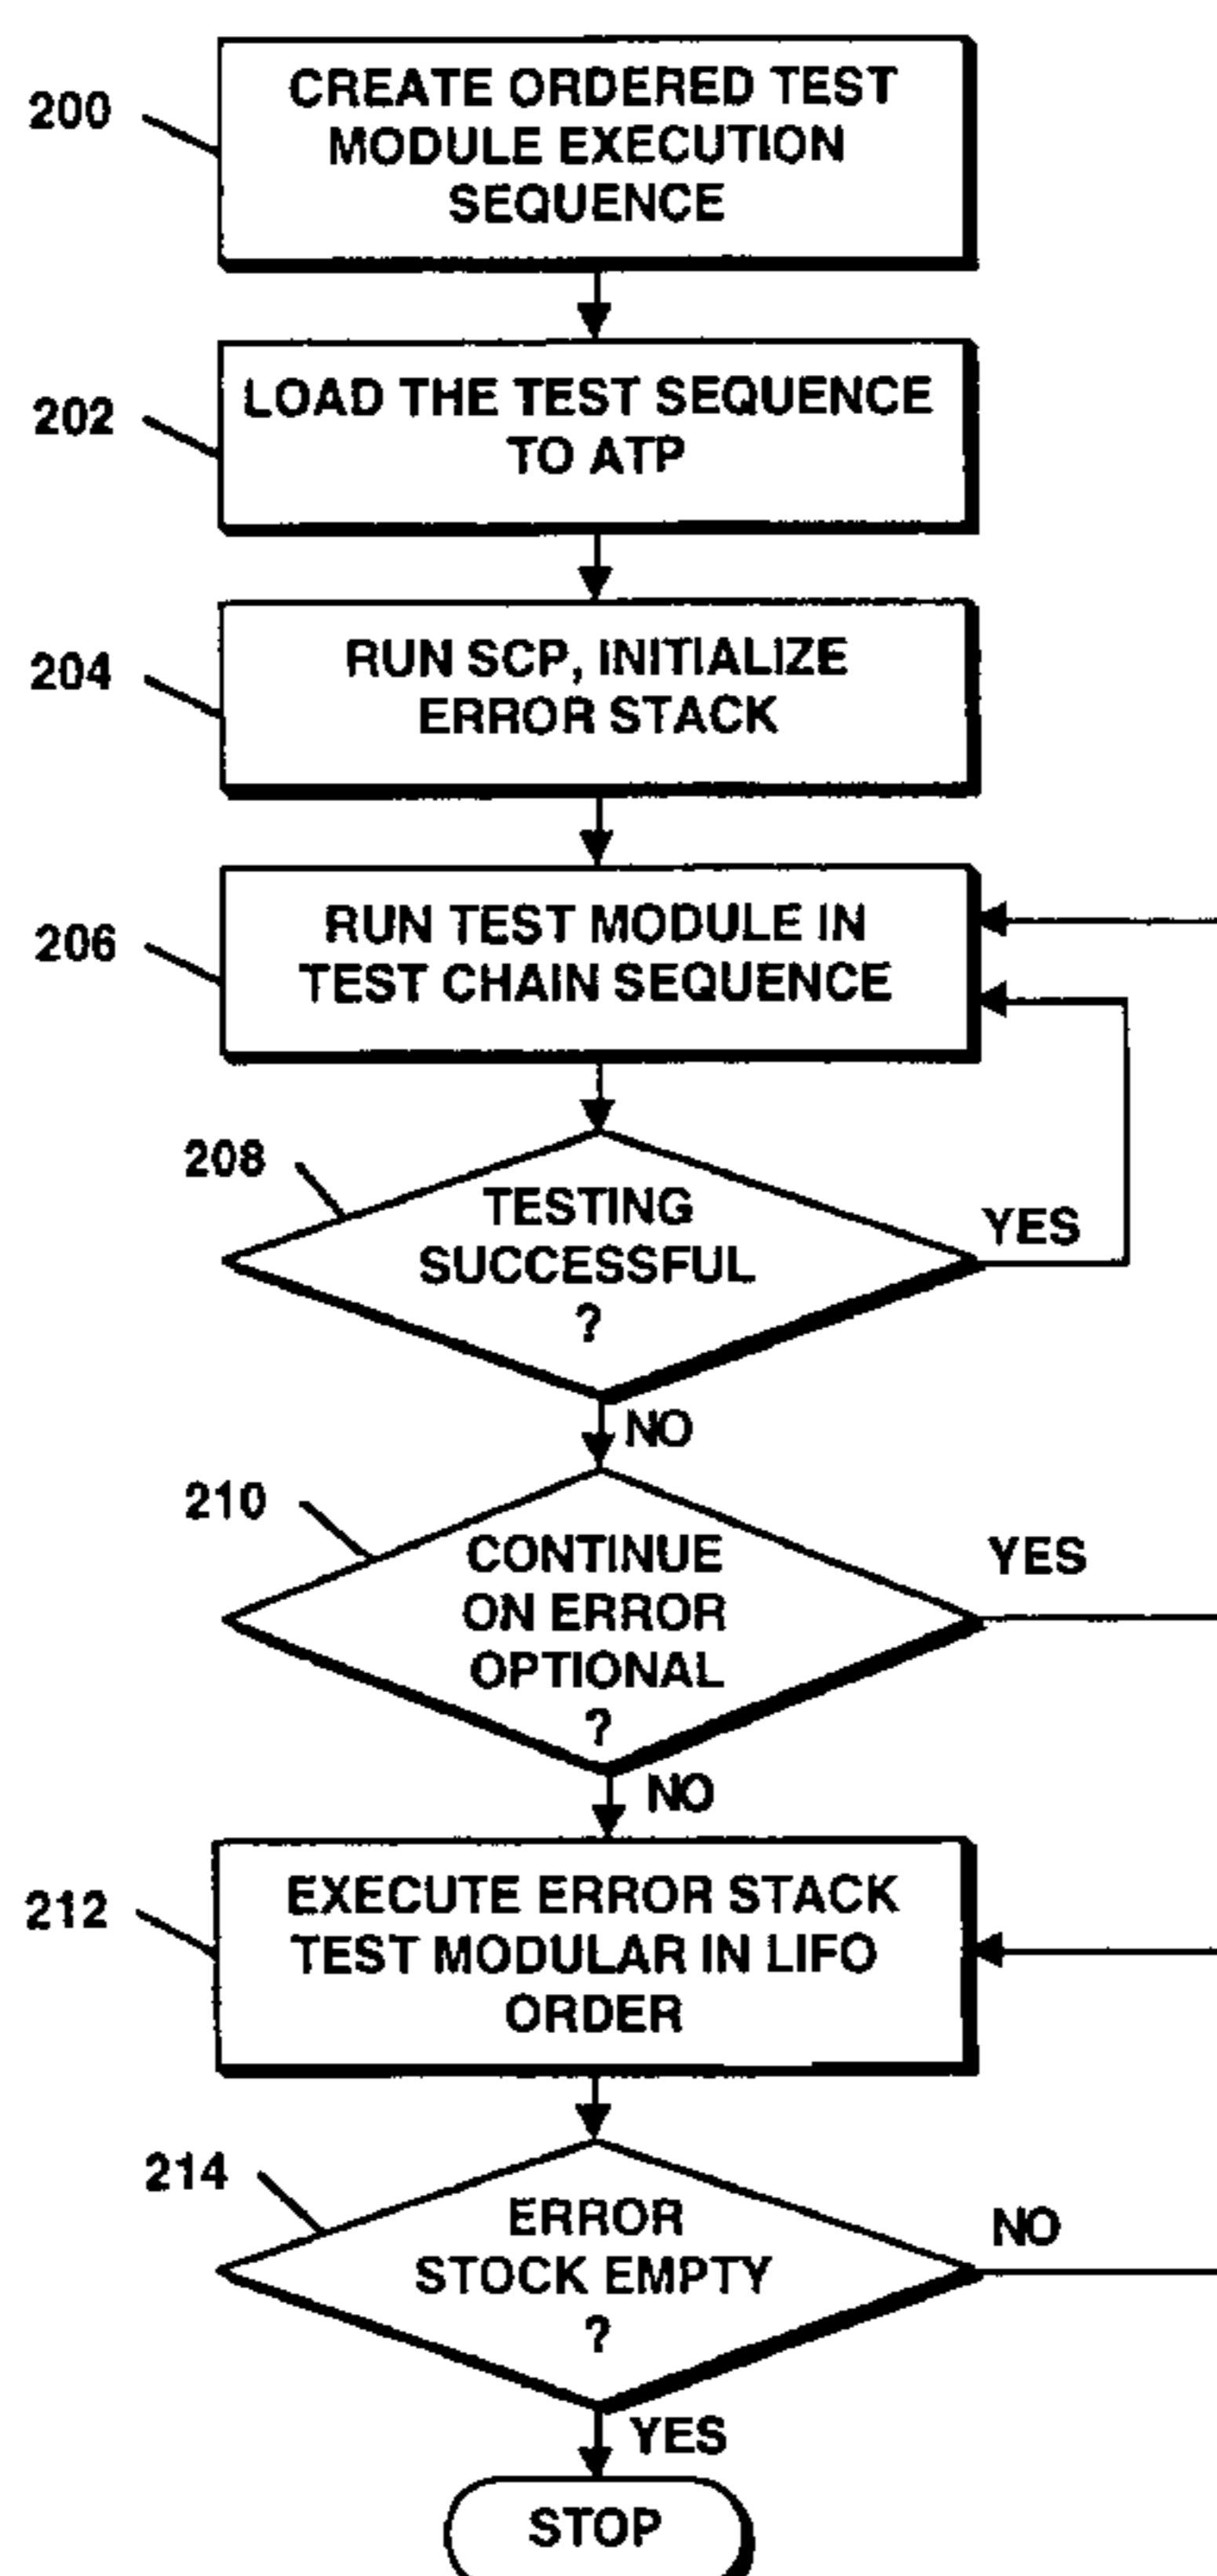 200
CREATE ORDERED TEST
MODULE EXECUTION
SEQUENCE
202
LOAD THE TEST SEQUENCE
TO ATP
204
RUN SCP, INITIALIZE
ERROR STACK
206
RUN TEST MODULE IN
TEST CHAIN SEQUENCE
208
TESTING
SUCCESSFUL
?
YES
NO
210
CONTINUE
ON ERROR
OPTIONAL
?
YES
NO
212
EXECUTE ERROR STACK
TEST MODULAR IN LIFO
ORDER
214
ERROR
STOCK EMPTY
?
NO
YES
STOP